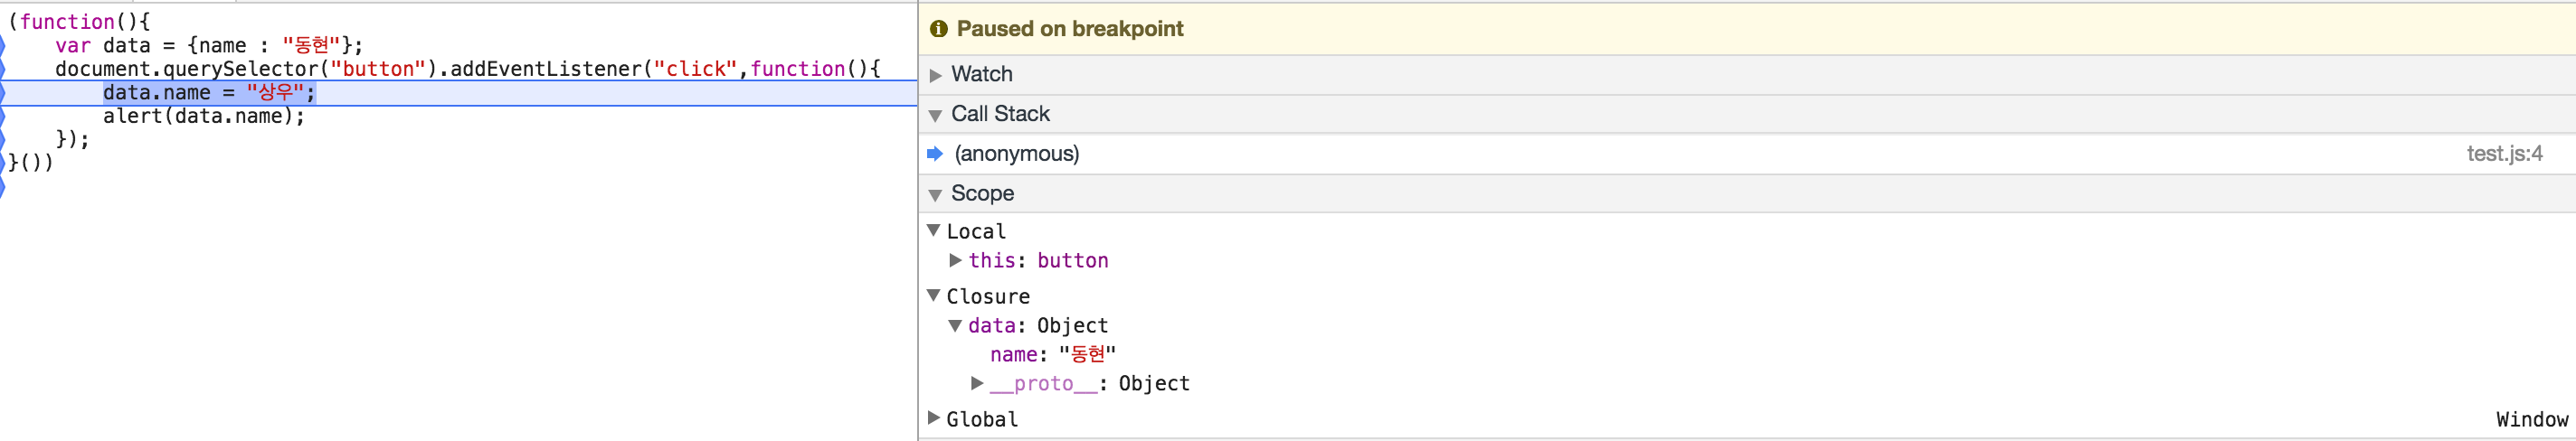 (function(){
    var data = {name : "동현"};
    document.querySelector("button").addEventListener("click",function(){
        data.name = "상우";
        alert(data.name);
    });
}())
Paused on breakpoint
Watch
Call Stack
(anonymous) test.js:4
Scope
Local
this: button
Closure
data: Object
name: "동현"
__proto__: Object
Global Window